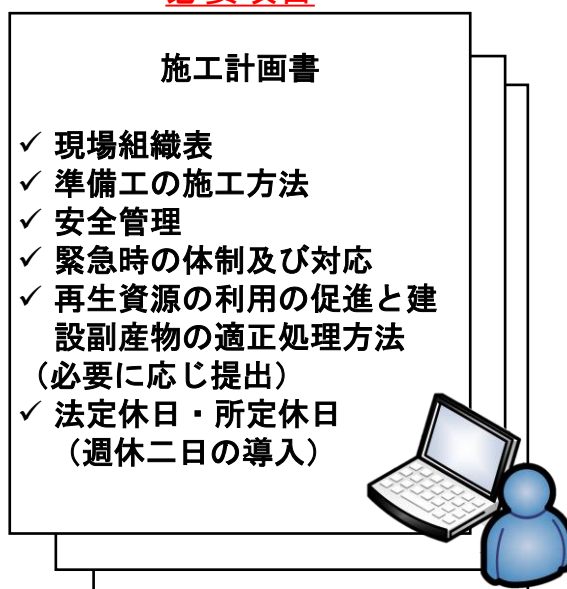 必要項目
施工計画書
✓ 現場組織表
✓ 準備工の施工方法
✓ 安全管理
✓ 緊急時の体制及び対応
✓ 再生資源の利用の促進と建
設副産物の適正処理方法
（必要に応じ提出）
✓ 法定休日・所定休日
（週休二日の導入）